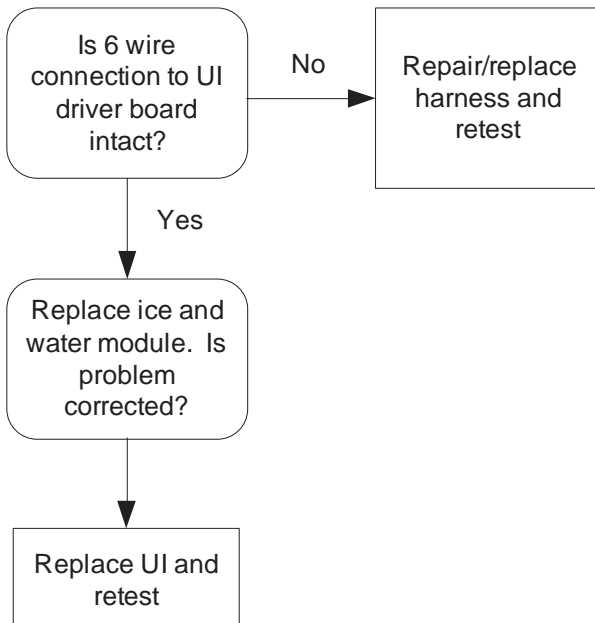 Is 6 wire
connection to UI
driver board
intact?
No
Repair/replace
harness and
retest
Yes
Replace ice and
water module.  Is
problem
corrected?
Replace UI and
retest